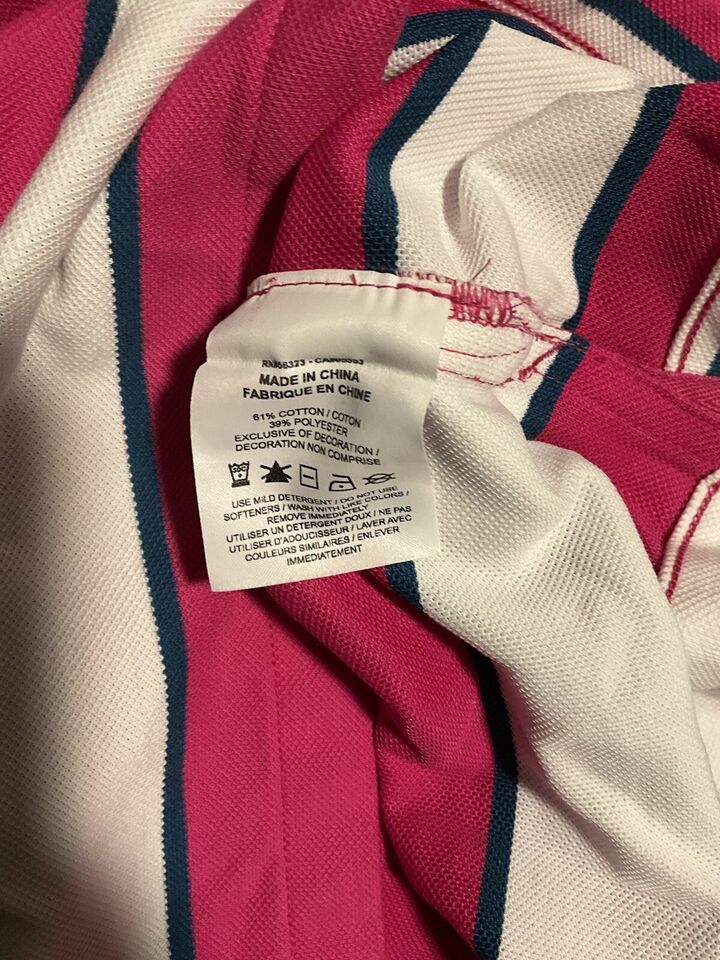 MADE IN CHINA
FABRIQUE EN CHINE
61% COTTON / COTON
39% POLYESTER
EXCLUSIVE OF DECORATION /
DECORATION NON COMPRISE
USE MILD DETERGENT / DO NOT USE
SOFTENERS / WASH WITH LIKE COLORS /
REMOVE IMMEDIATELY
UTILISER UN DETERGENT DOUX / NE PAS
UTILISER D'ADOUCISSEUR / LAVER AVEC
COULEURS SIMILAIRES / ENLEVER
IMMEDIATEMENT